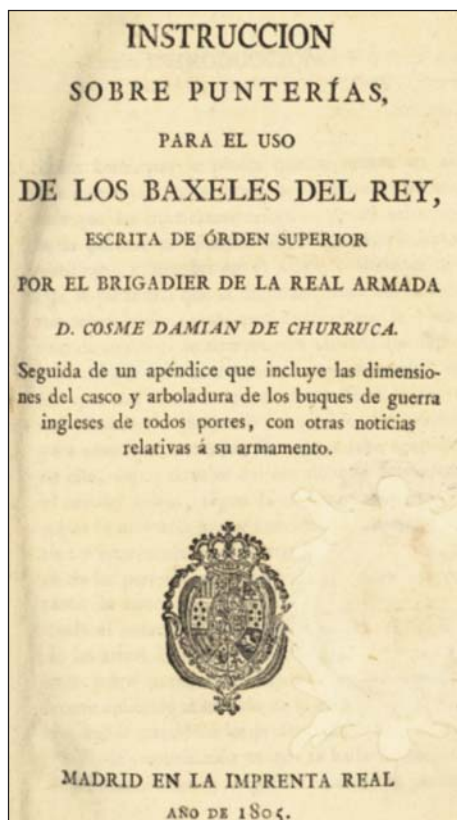 INSTRUCCION
SOBRE PUNTERÍAS,
PARA EL USO
DE LOS BAXELES DEL REY,
ESCRITA DE ÓRDEN SUPERIOR
POR EL BRIGADIER DE LA REAL ARMADA
D. COSME DAMIAN DE CHURRUCA.
Seguida de un apéndice que incluye las dimensio-
nes del casco y arboladura de los buques de guerra
ingleses de todos portes, con otras noticias
relativas á su armamento.
MADRID EN LA IMPRENTA REAL
AÑO DE 1805.